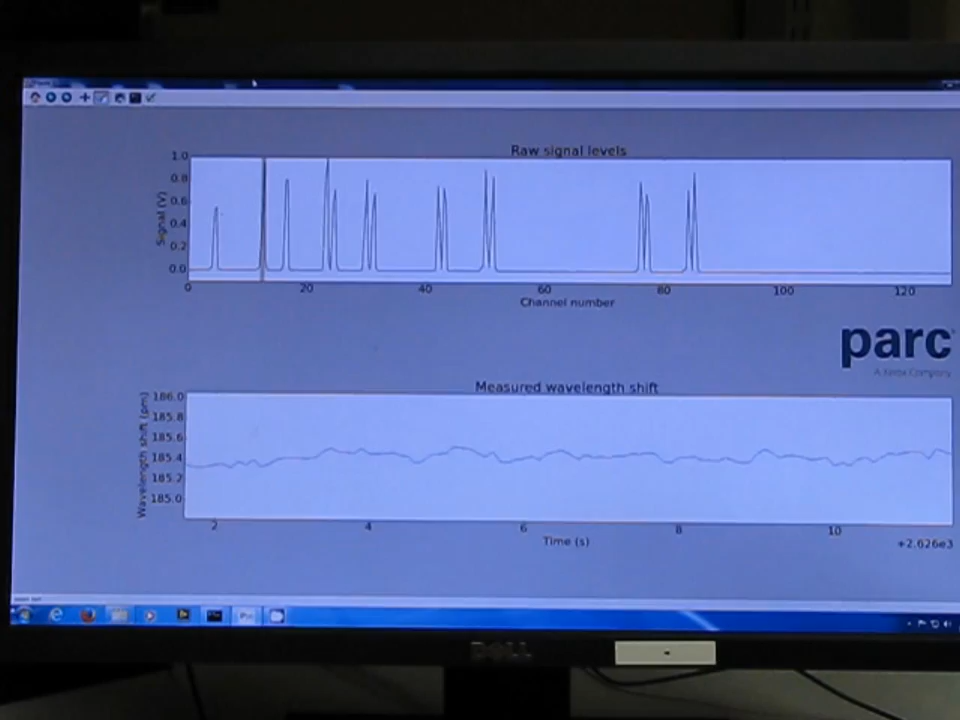 Raw signal levels
1.0
0.8
0.6
0.4
0.2
0.0
Signal (V)
0 20 40 60 80 100 120
Channel number
parc
A Xerox Company
Measured wavelength shift
186.0
185.8
185.6
185.4
185.2
185.0
Wavelength shift (pm)
2 4 6 8 10
Time (s)
+2.626e3
DELL